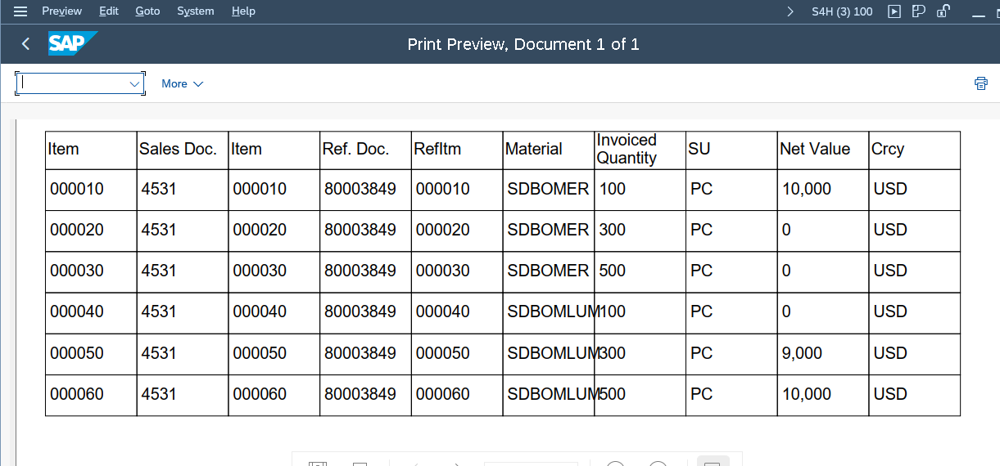 Preview Edit Goto System Help S4H (3) 100
SAP Print Preview, Document 1 of 1
More
Item Sales Doc. Item Ref. Doc. RefItm Material Invoiced Quantity SU Net Value Crcy
000010 4531 000010 80003849 000010 SDBOMER 100 PC 10,000 USD
000020 4531 000020 80003849 000020 SDBOMER 300 PC 0 USD
000030 4531 000030 80003849 000030 SDBOMER 500 PC 0 USD
000040 4531 000040 80003849 000040 SDBOMLUM 100 PC 0 USD
000050 4531 000050 80003849 000050 SDBOMLUM 300 PC 9,000 USD
000060 4531 000060 80003849 000060 SDBOMLUM 500 PC 10,000 USD